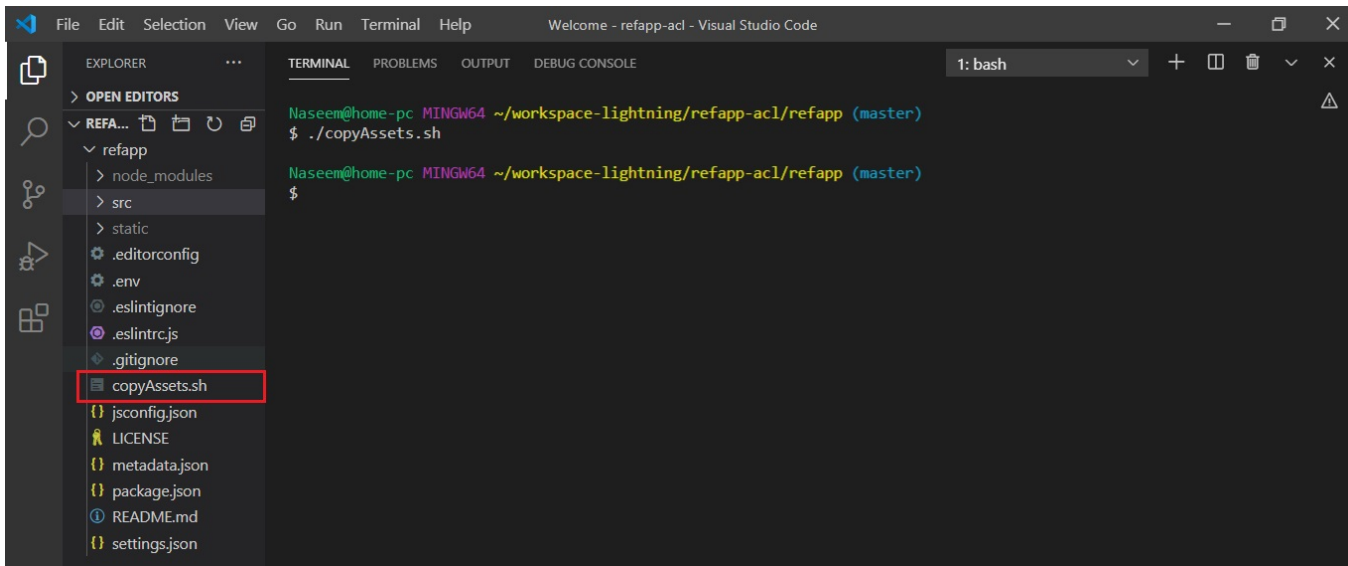 File Edit Selection View Go Run Terminal Help Welcome - refapp-acl - Visual Studio Code
EXPLORER ...
OPEN EDITORS
REFA...
refapp
node_modules
src
static
.editorconfig
.env
.eslintignore
.eslintrc.js
.gitignore
copyAssets.sh
{} jsconfig.json
LICENSE
{} metadata.json
{} package.json
README.md
{} settings.json
TERMINAL PROBLEMS OUTPUT DEBUG CONSOLE 1: bash
Naseem@home-pc MINGW64 ~/workspace-lightning/refapp-acl/refapp (master)
$ ./copyAssets.sh
Naseem@home-pc MINGW64 ~/workspace-lightning/refapp-acl/refapp (master)
$